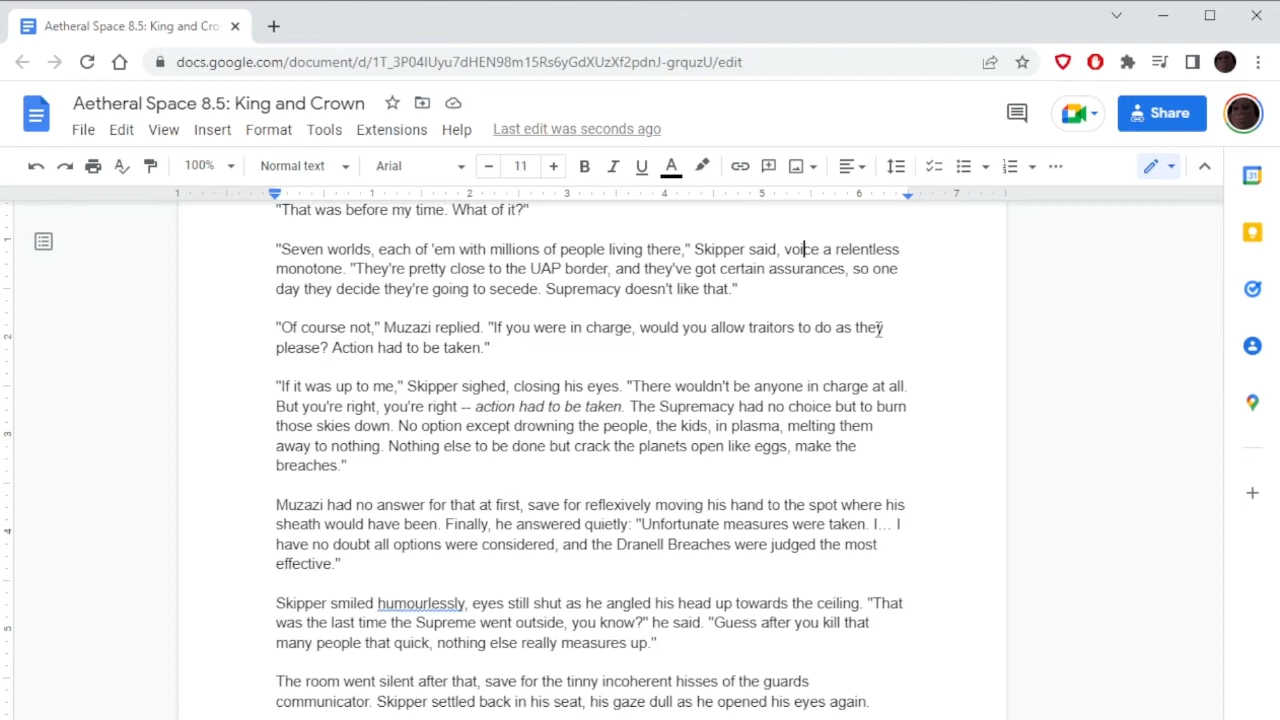 Aetheral Space 8.5: King and Cro
docs.google.com/document/d/1T_3P04lUyu7dHEN98m15Rs6yGdXUzXf2pdnJ-grquzU/edit
Aetheral Space 8.5: King and Crown
File Edit View Insert Format Tools Extensions Help Last edit was seconds ago
Share
100% Normal text Arial 11 B I U A
1 1 2 3 4 5 6 7
31
1
2
3
4
5
"That was before my time. What of it?"
"Seven worlds, each of 'em with millions of people living there," Skipper said, voice a relentless
monotone. "They're pretty close to the UAP border, and they've got certain assurances, so one
day they decide they're going to secede. Supremacy doesn't like that."
"Of course not," Muzazi replied. "If you were in charge, would you allow traitors to do as they
please? Action had to be taken."
"If it was up to me," Skipper sighed, closing his eyes. "There wouldn't be anyone in charge at all.
But you're right, you're right -- action had to be taken. The Supremacy had no choice but to burn
those skies down. No option except drowning the people, the kids, in plasma, melting them
away to nothing. Nothing else to be done but crack the planets open like eggs, make the
breaches."
Muzazi had no answer for that at first, save for reflexively moving his hand to the spot where his
sheath would have been. Finally, he answered quietly: "Unfortunate measures were taken. I… I
have no doubt all options were considered, and the Dranell Breaches were judged the most
effective."
Skipper smiled humourlessly, eyes still shut as he angled his head up towards the ceiling. "That
was the last time the Supreme went outside, you know?" he said. "Guess after you kill that
many people that quick, nothing else really measures up."
The room went silent after that, save for the tinny incoherent hisses of the guards
communicator. Skipper settled back in his seat, his gaze dull as he opened his eyes again.